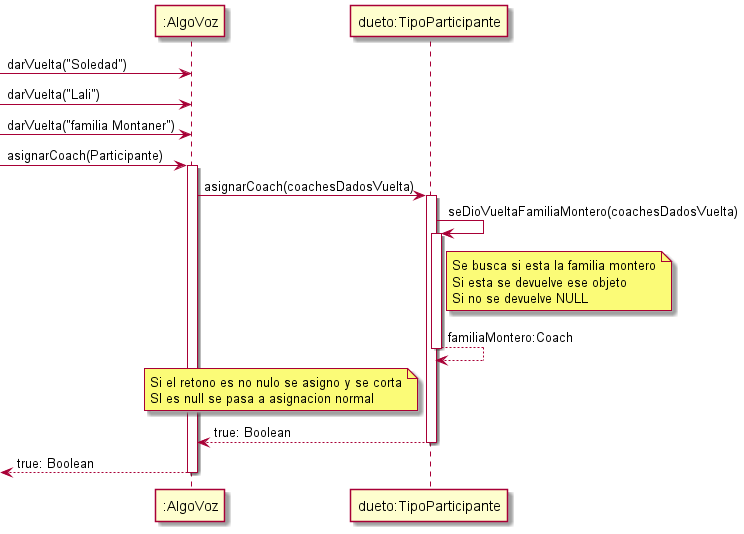 :AlgoVoz
dueto:TipoParticipante
darVuelta("Soledad")
darVuelta("Lali")
darVuelta("familia Montaner")
asignarCoach(Participante)
asignarCoach(coachesDadosVuelta)
seDioVueltaFamiliaMontero(coachesDadosVuelta)
Se busca si esta la familia montero
Si esta se devuelve ese objeto
Si no se devuelve NULL
familiaMontero:Coach
Si el retono es no nulo se asigno y se corta
SI es null se pasa a asignacion normal
true: Boolean
true: Boolean
:AlgoVoz
dueto:TipoParticipante